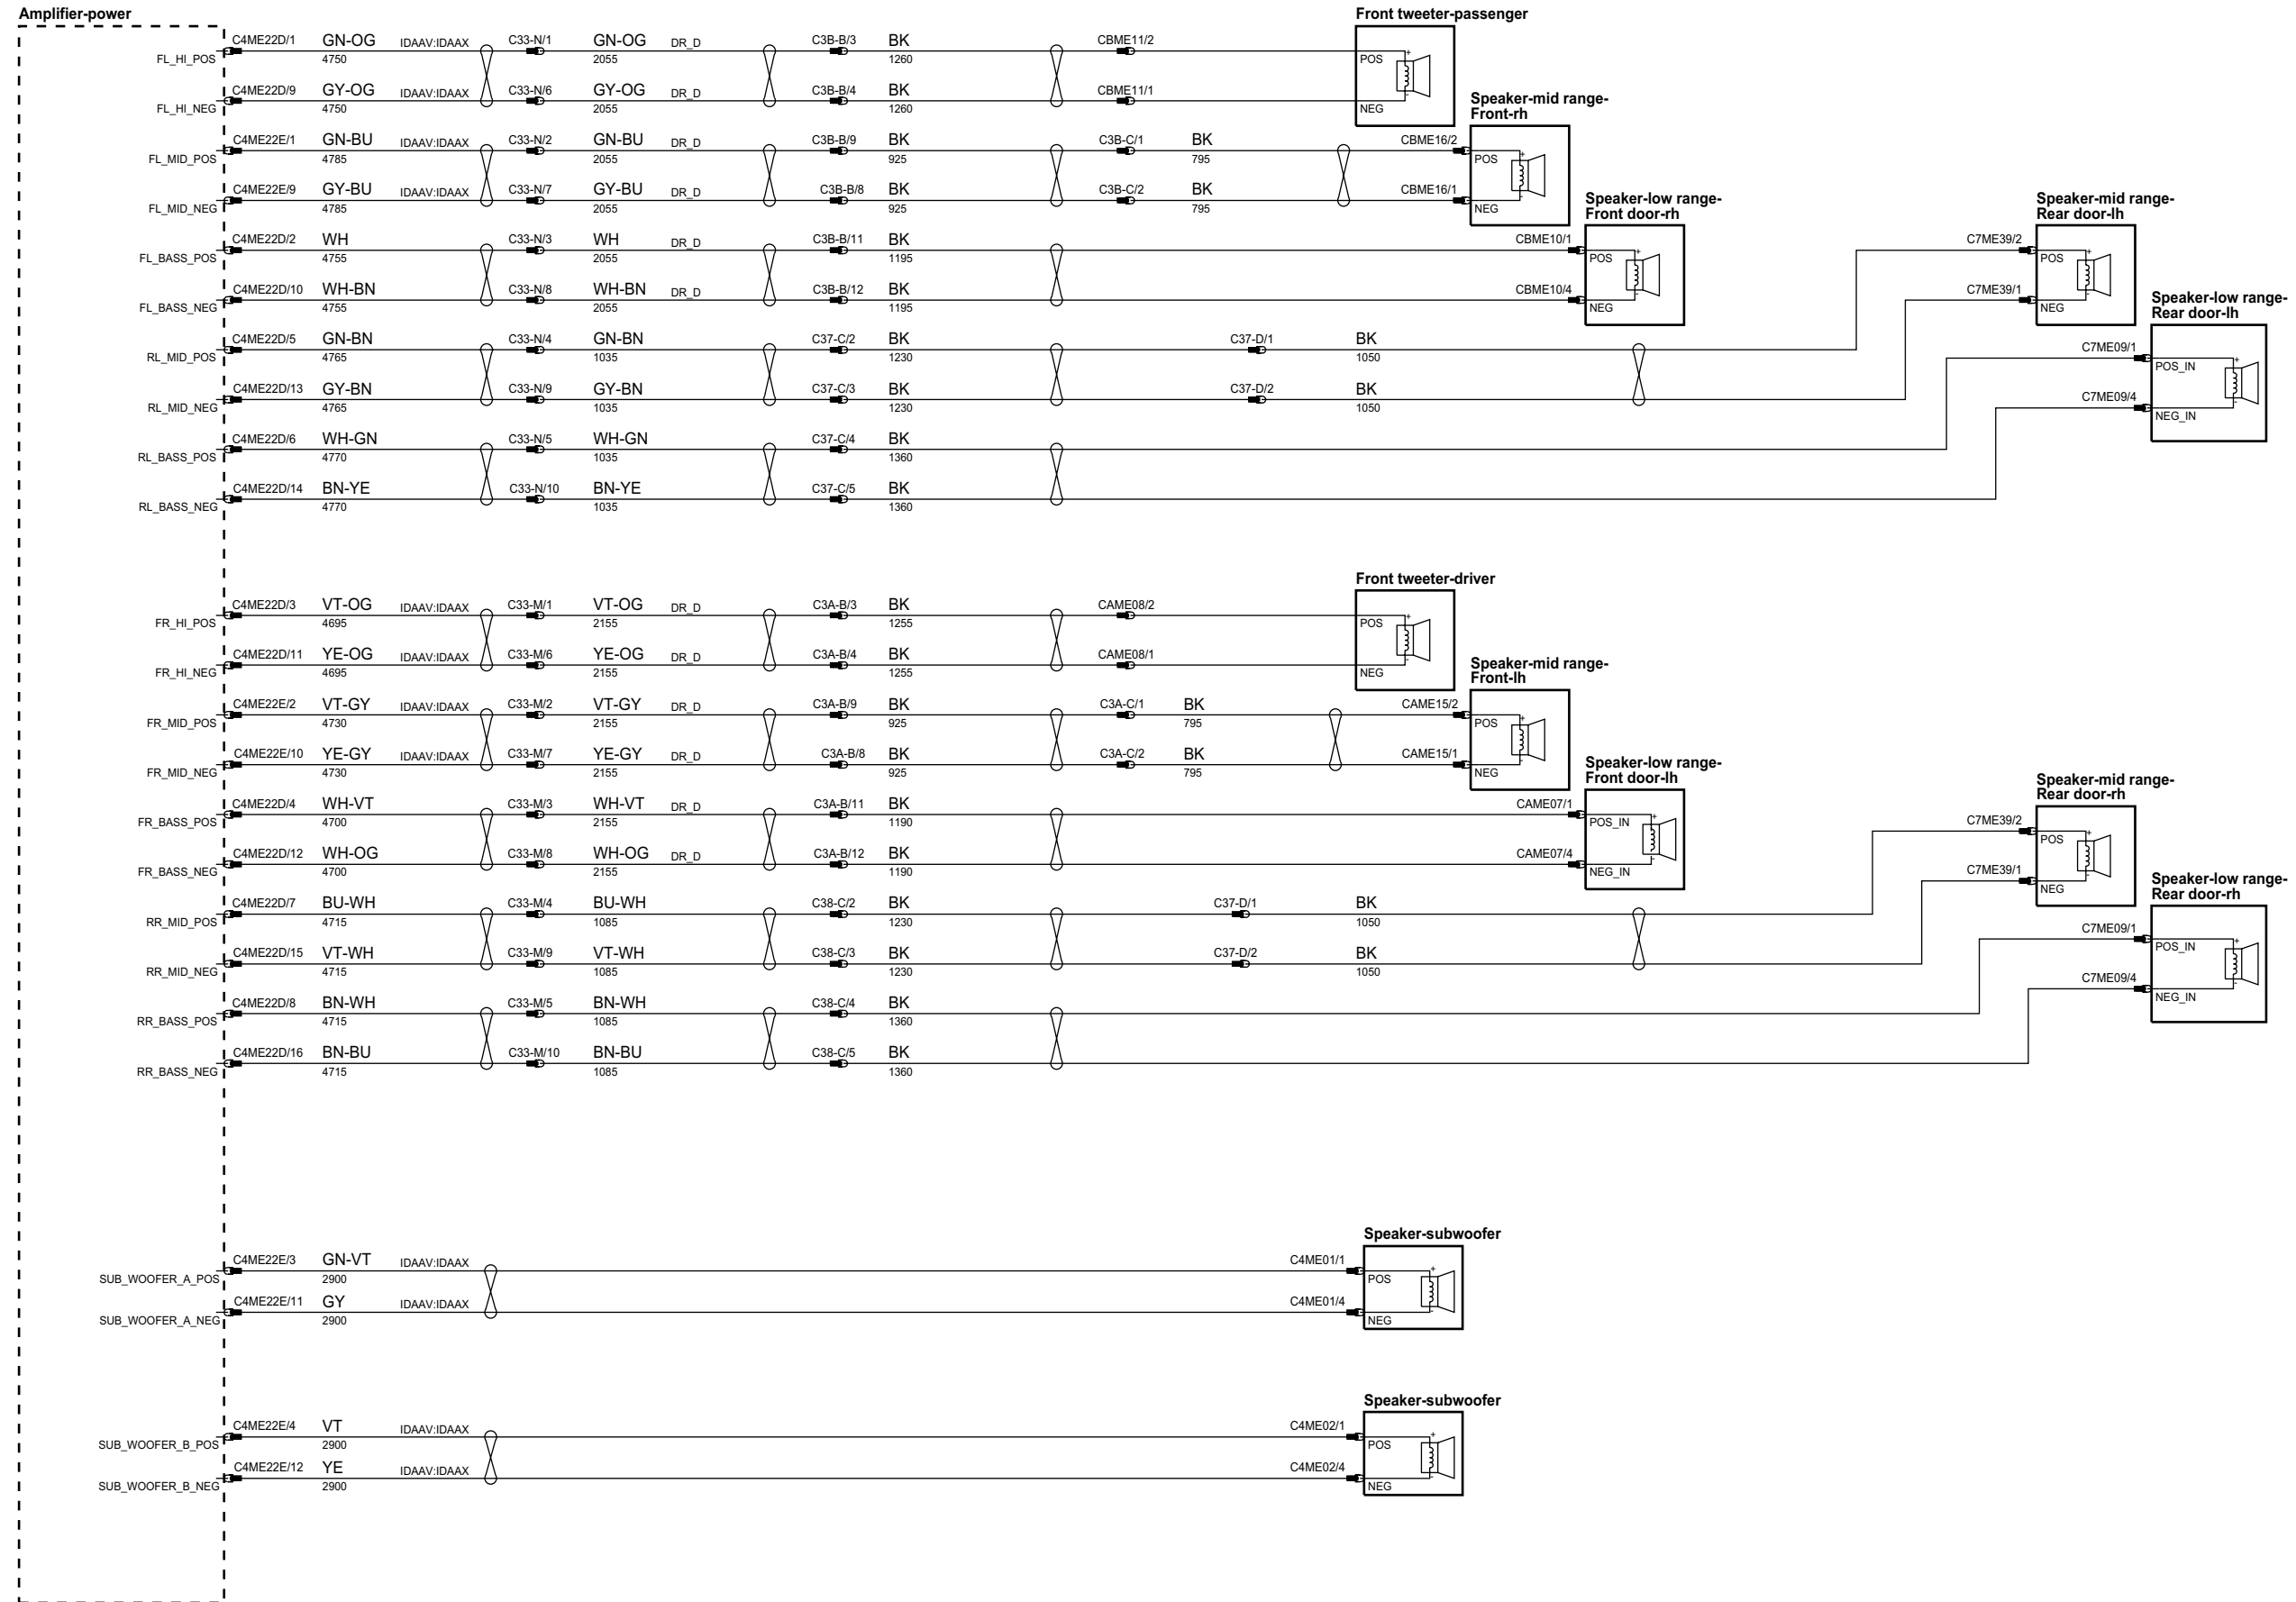 Amplifier-power
Front tweeter-passenger
C4ME22D/1 GN-OG IDAAV:IDAAX C33-N/1 GN-OG DR_D C3B-B/3 BK CBME11/2
FL_HI_POS 4750 2055 1260 POS + -
C4ME22D/9 GY-OG IDAAV:IDAAX C33-N/6 GY-OG DR_D C3B-B/4 BK CBME11/1
FL_HI_NEG 4750 2055 1260 NEG
Speaker-mid range-
Front-rh
C4ME22E/1 GN-BU IDAAV:IDAAX C33-N/2 GN-BU DR_D C3B-B/9 BK C3B-C/1 BK CBME16/2
FL_MID_POS 4785 2055 925 795 POS + -
C4ME22E/9 GY-BU IDAAV:IDAAX C33-N/7 GY-BU DR_D C3B-B/8 BK C3B-C/2 BK CBME16/1
FL_MID_NEG 4785 2055 925 795 NEG
Speaker-low range-
Front door-rh
Speaker-mid range-
Rear door-lh
C4ME22D/2 WH C33-N/3 WH DR_D C3B-B/11 BK CBME10/1 C7ME39/2
FL_BASS_POS 4755 2055 1195 POS + - POS + -
C4ME22D/10 WH-BN C33-N/8 WH-BN DR_D C3B-B/12 BK CBME10/4 C7ME39/1
FL_BASS_NEG 4755 2055 1195 NEG NEG
Speaker-low range-
Rear door-lh
C4ME22D/5 GN-BN C33-N/4 GN-BN C37-C/2 BK C37-D/1 BK C7ME09/1
RL_MID_POS 4765 1035 1230 1050 POS_IN + -
C4ME22D/13 GY-BN C33-N/9 GY-BN C37-C/3 BK C37-D/2 BK C7ME09/4
RL_MID_NEG 4765 1035 1230 1050 NEG_IN
C4ME22D/6 WH-GN C33-N/5 WH-GN C37-C/4 BK
RL_BASS_POS 4770 1035 1360
C4ME22D/14 BN-YE C33-N/10 BN-YE C37-C/5 BK
RL_BASS_NEG 4770 1035 1360
Front tweeter-driver
C4ME22D/3 VT-OG IDAAV:IDAAX C33-M/1 VT-OG DR_D C3A-B/3 BK CAME08/2
FR_HI_POS 4695 2155 1255 POS + -
C4ME22D/11 YE-OG IDAAV:IDAAX C33-M/6 YE-OG DR_D C3A-B/4 BK CAME08/1
FR_HI_NEG 4695 2155 1255 NEG
Speaker-mid range-
Front-lh
C4ME22E/2 VT-GY IDAAV:IDAAX C33-M/2 VT-GY DR_D C3A-B/9 BK C3A-C/1 BK CAME15/2
FR_MID_POS 4730 2155 925 795 POS + -
C4ME22E/10 YE-GY IDAAV:IDAAX C33-M/7 YE-GY DR_D C3A-B/8 BK C3A-C/2 BK CAME15/1
FR_MID_NEG 4730 2155 925 795 NEG
Speaker-low range-
Front door-lh
Speaker-mid range-
Rear door-rh
C4ME22D/4 WH-VT C33-M/3 WH-VT DR_D C3A-B/11 BK CAME07/1 C7ME39/2
FR_BASS_POS 4700 2155 1190 POS_IN + - POS + -
C4ME22D/12 WH-OG C33-M/8 WH-OG DR_D C3A-B/12 BK CAME07/4 C7ME39/1
FR_BASS_NEG 4700 2155 1190 NEG_IN NEG
Speaker-low range-
Rear door-rh
C4ME22D/7 BU-WH C33-M/4 BU-WH C38-C/2 BK C37-D/1 BK C7ME09/1
RR_MID_POS 4715 1085 1230 1050 POS_IN + -
C4ME22D/15 VT-WH C33-M/9 VT-WH C38-C/3 BK C37-D/2 BK C7ME09/4
RR_MID_NEG 4715 1085 1230 1050 NEG_IN
C4ME22D/8 BN-WH C33-M/5 BN-WH C38-C/4 BK
RR_BASS_POS 4715 1085 1360
C4ME22D/16 BN-BU C33-M/10 BN-BU C38-C/5 BK
RR_BASS_NEG 4715 1085 1360
Speaker-subwoofer
C4ME22E/3 GN-VT IDAAV:IDAAX C4ME01/1
SUB_WOOFER_A_POS 2900 POS + -
C4ME22E/11 GY IDAAV:IDAAX C4ME01/4
SUB_WOOFER_A_NEG 2900 NEG
Speaker-subwoofer
C4ME22E/4 VT IDAAV:IDAAX C4ME02/1
SUB_WOOFER_B_POS 2900 POS + -
C4ME22E/12 YE IDAAV:IDAAX C4ME02/4
SUB_WOOFER_B_NEG 2900 NEG